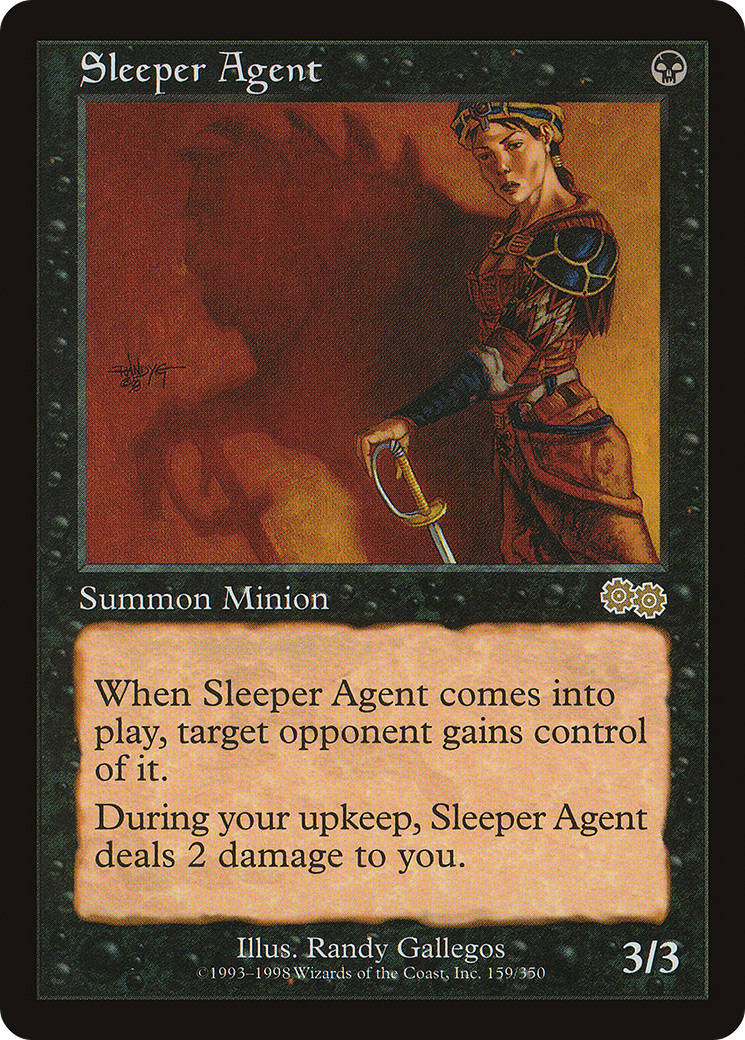 Sleeper Agent
RANDYG
98
Summon Minion
When Sleeper Agent comes into
play, target opponent gains control
of it.
During your upkeep, Sleeper Agent
deals 2 damage to you.
Illus. Randy Gallegos
©1993–1998 Wizards of the Coast, Inc. 159/350
3/3